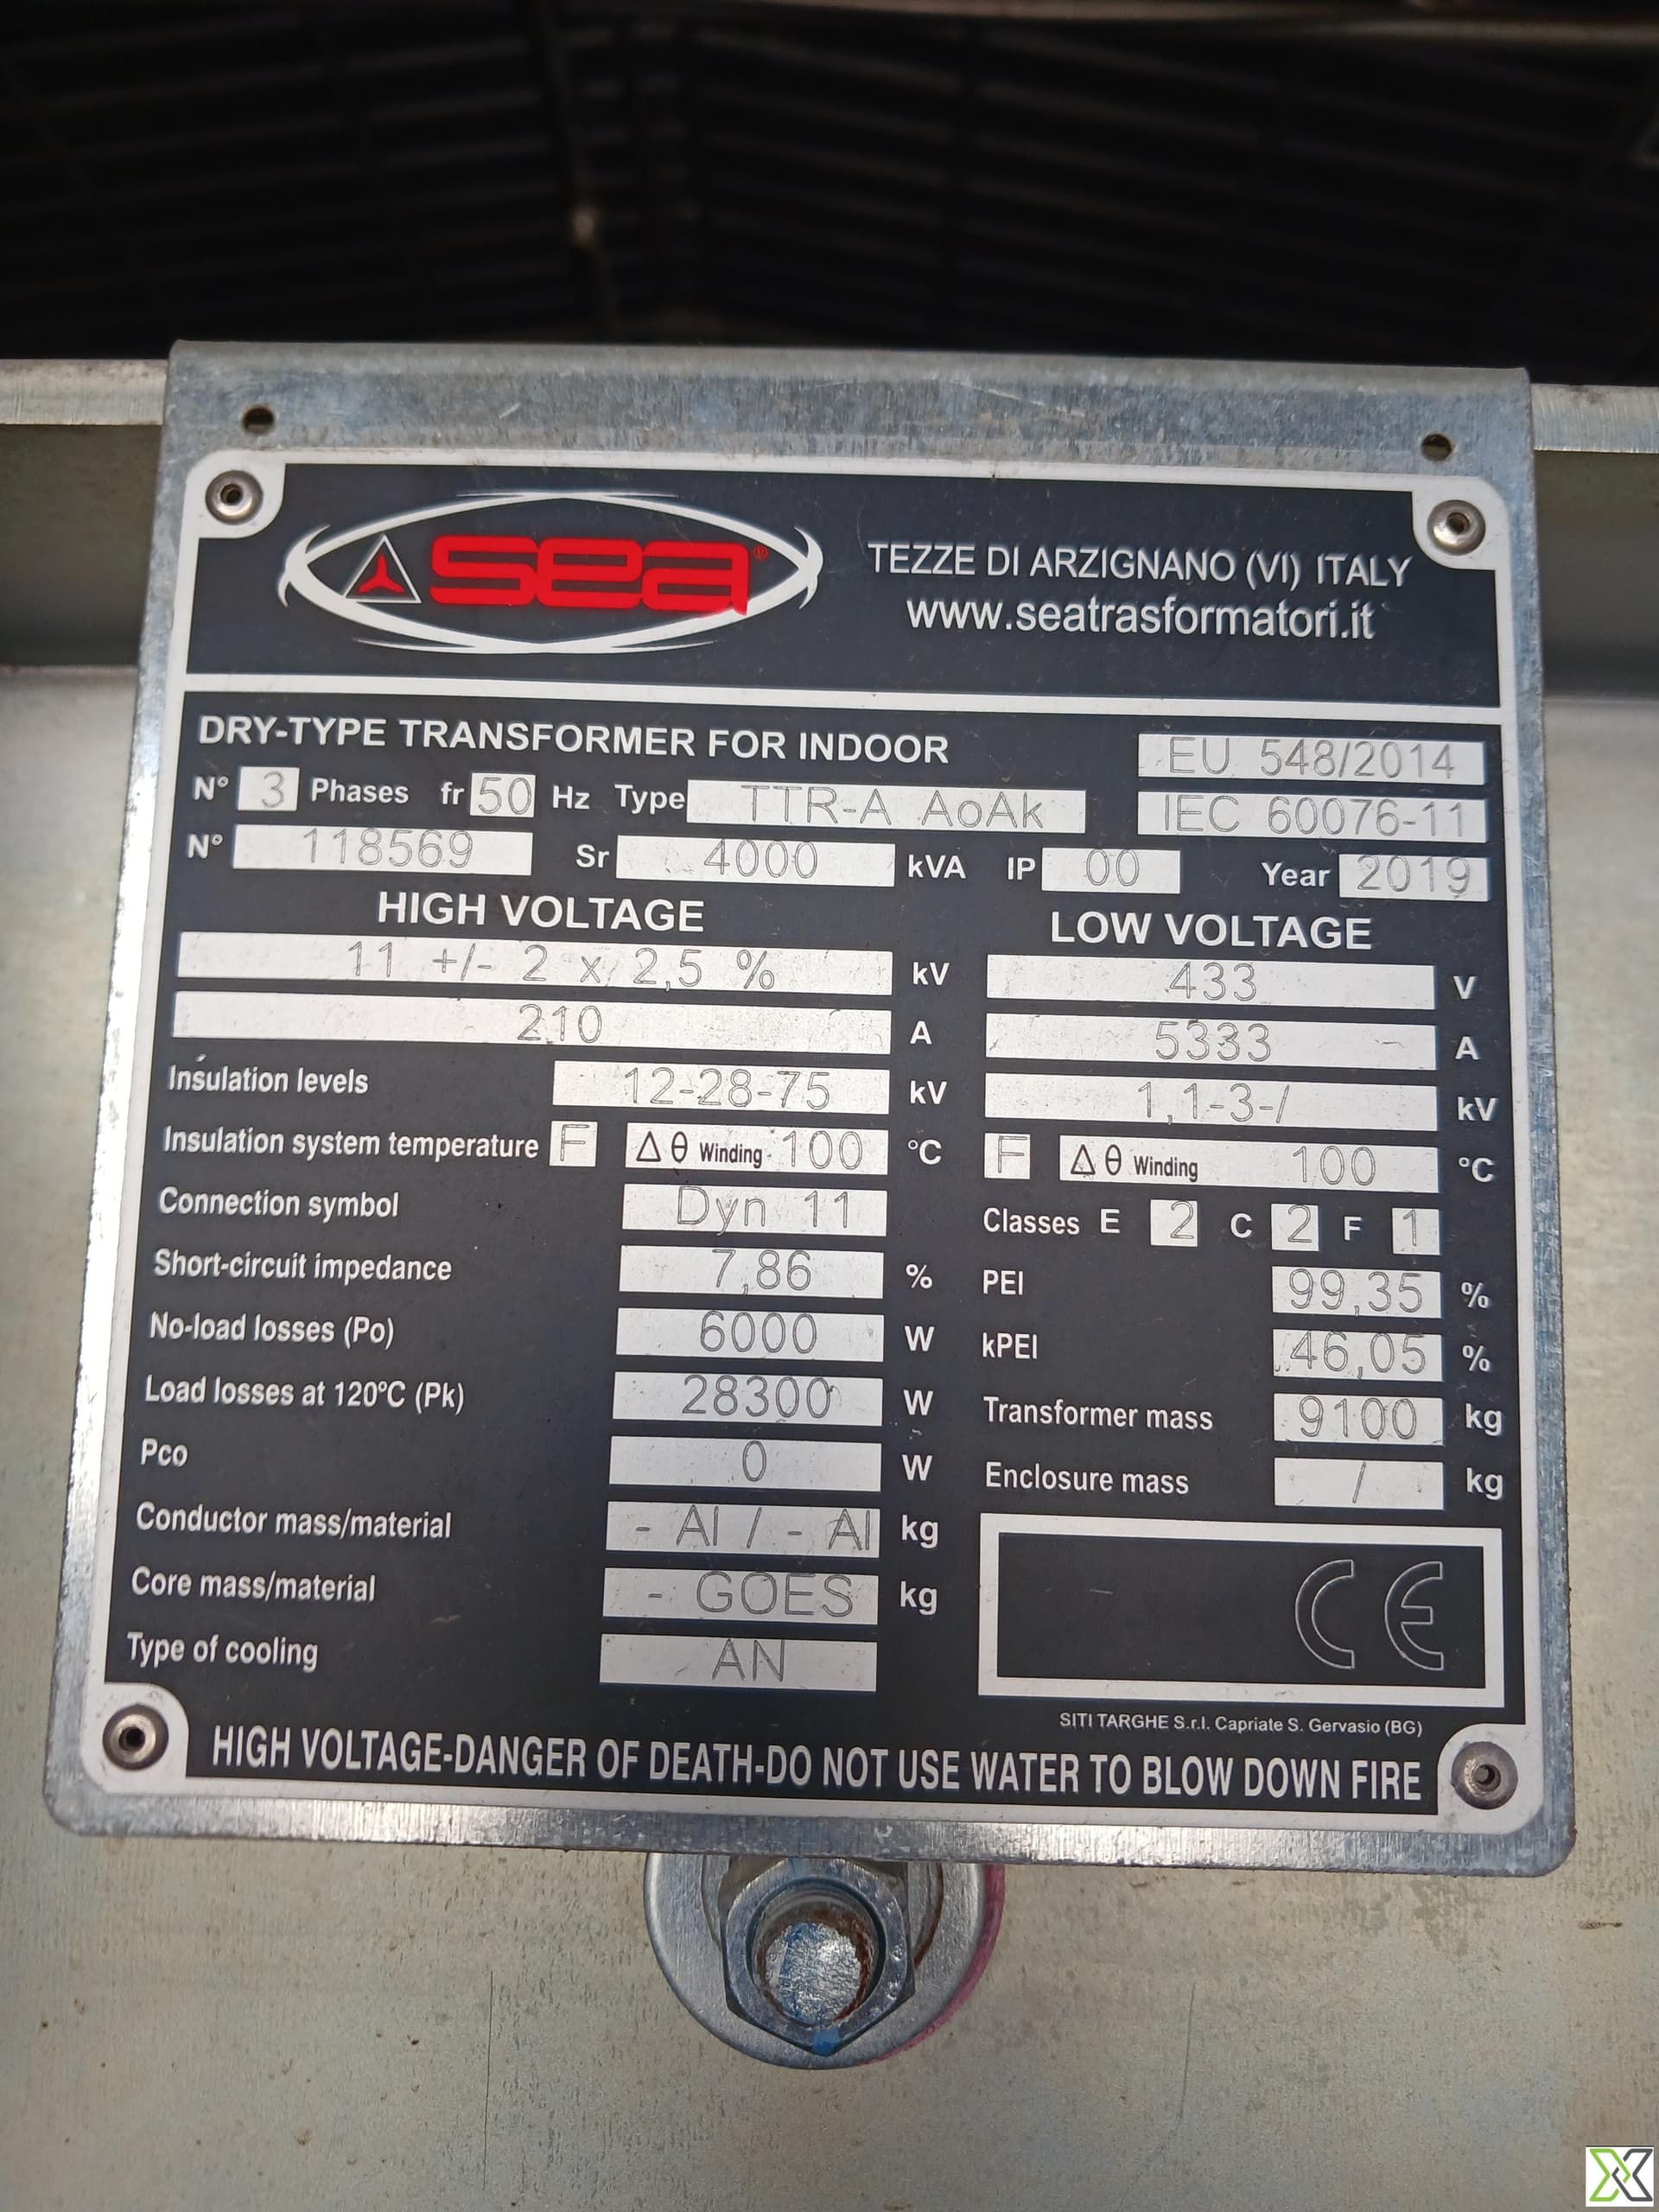 sea®
TEZZE DI ARZIGNANO (VI) ITALY
www.seatrasformatori.it
DRY-TYPE TRANSFORMER FOR INDOOR EU 548/2014
N° 3 Phases fr 50 Hz Type TTR-A AoAk IEC 60076-11
N° 118569 Sr 4000 kVA IP 00 Year 2019
HIGH VOLTAGE LOW VOLTAGE
11 +/- 2 x 2,5 % kV 433 V
210 A 5333 A
Insulation levels 12-28-75 kV 1,1-3-/ kV
Insulation system temperature F Δ θ Winding 100 °C F Δ θ Winding 100 °C
Connection symbol Dyn 11 Classes E 2 C 2 F 1
Short-circuit impedance 7,86 % PEI 99,35 %
No-load losses (Po) 6000 W kPEI 46,05 %
Load losses at 120ºC (Pk) 28300 W Transformer mass 9100 kg
Pco 0 W Enclosure mass / kg
Conductor mass/material - Al / - Al kg
Core mass/material - GOES kg
Type of cooling AN
CE
SITI TARGHE S.r.l. Capriate S. Gervasio (BG)
HIGH VOLTAGE-DANGER OF DEATH-DO NOT USE WATER TO BLOW DOWN FIRE